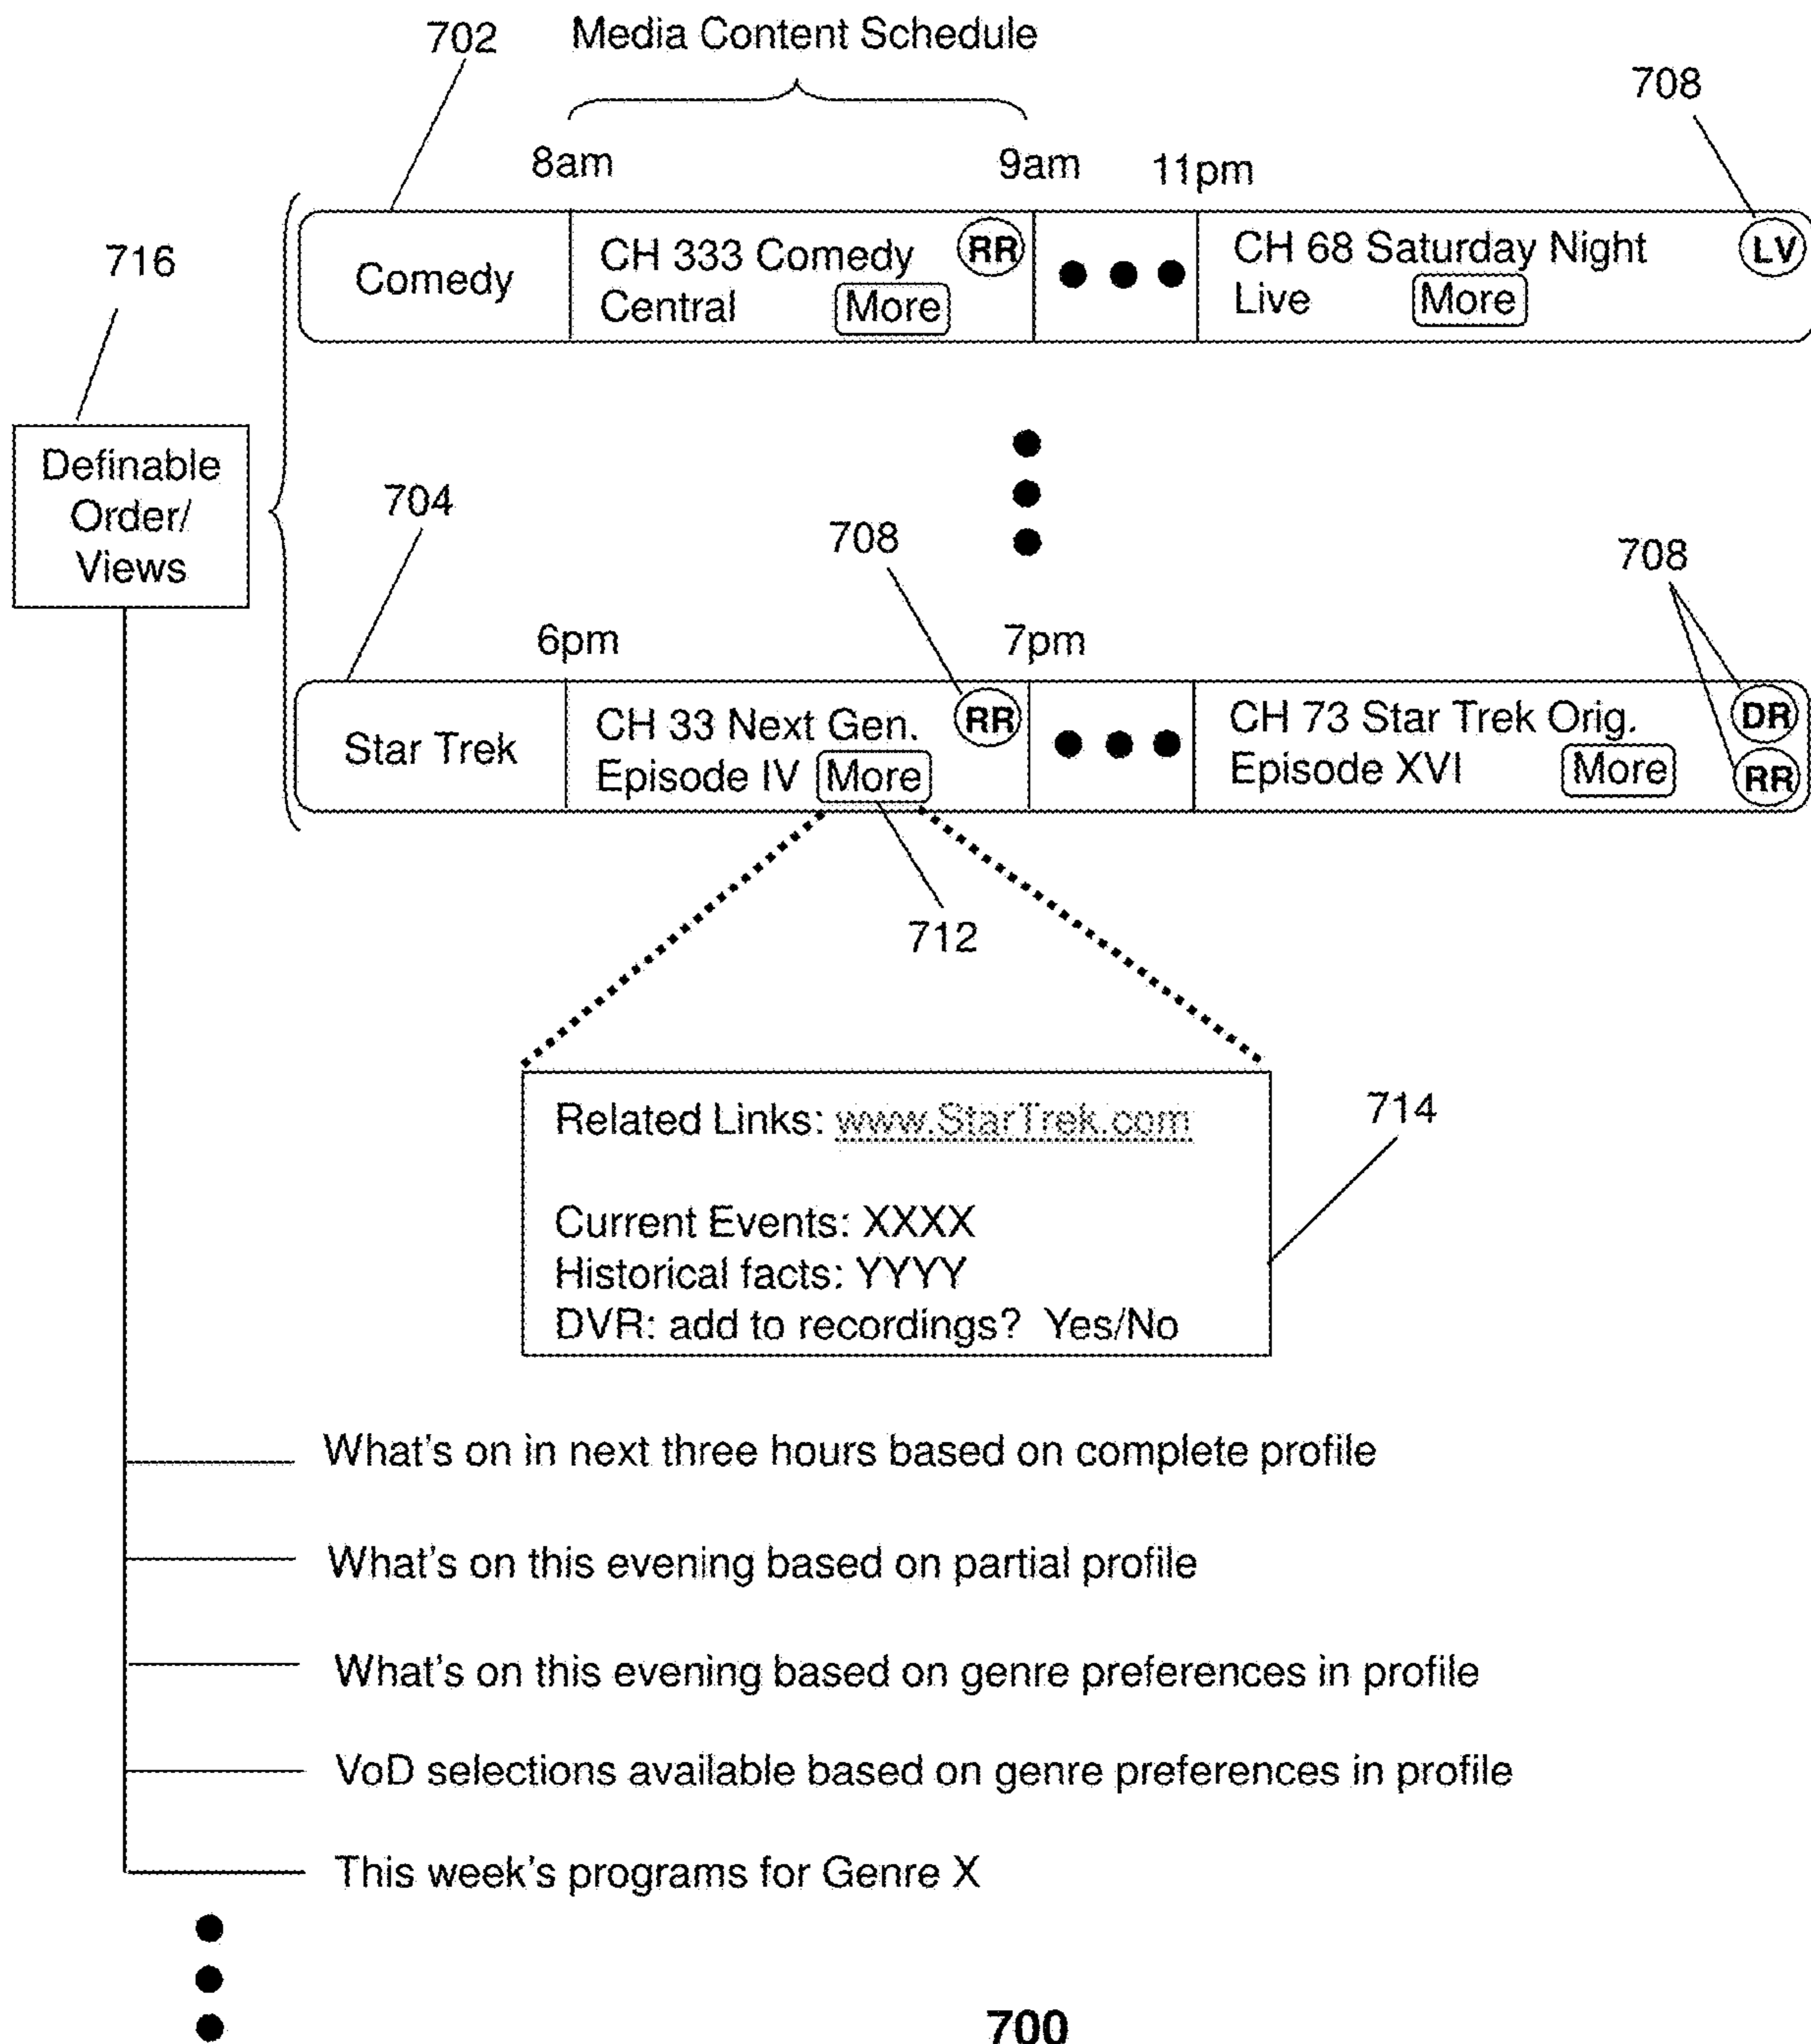 702 Media Content Schedule
708
8am 9am 11pm
716
Comedy
CH 333 Comedy RR
Central More
CH 68 Saturday Night LV
Live More
Definable
Order/
Views
704
708
708
6pm 7pm
Star Trek
CH 33 Next Gen. RR
Episode IV More
CH 73 Star Trek Orig. DR
Episode XVI More RR
712
Related Links: www.StarTrek.com
714
Current Events: XXXX
Historical facts: YYYY
DVR: add to recordings? Yes/No
What's on in next three hours based on complete profile
What's on this evening based on partial profile
What's on this evening based on genre preferences in profile
VoD selections available based on genre preferences in profile
This week's programs for Genre X
700